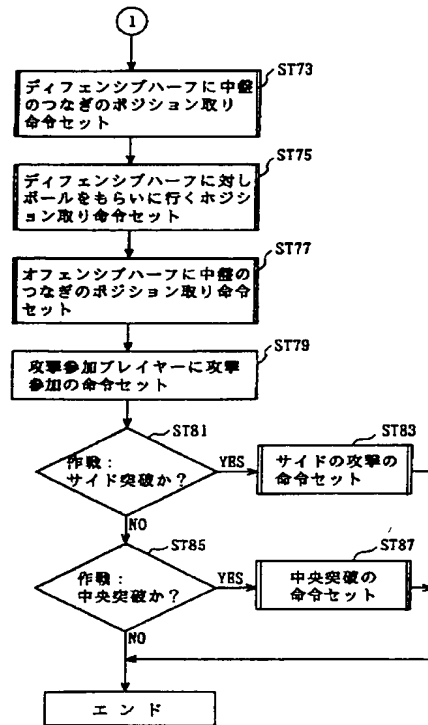 1
ST73
ディフェンシブハーフに中盤
のつなぎのポジション取り
命令セット
ST75
ディフェンシブハーフに対し
ボールをもらいに行くポジシ
ョン取り命令セット
ST77
オフェンシブハーフに中盤の
つなぎのポジション取り命令
セット
ST79
攻撃参加プレイヤーに攻撃
参加の命令セット
ST81
作戦:
サイド突破か?
YES
ST83
サイドの攻撃の
命令セット
NO
ST85
作戦:
中央突破か?
YES
ST87
中央突破の
命令セット
NO
エンド